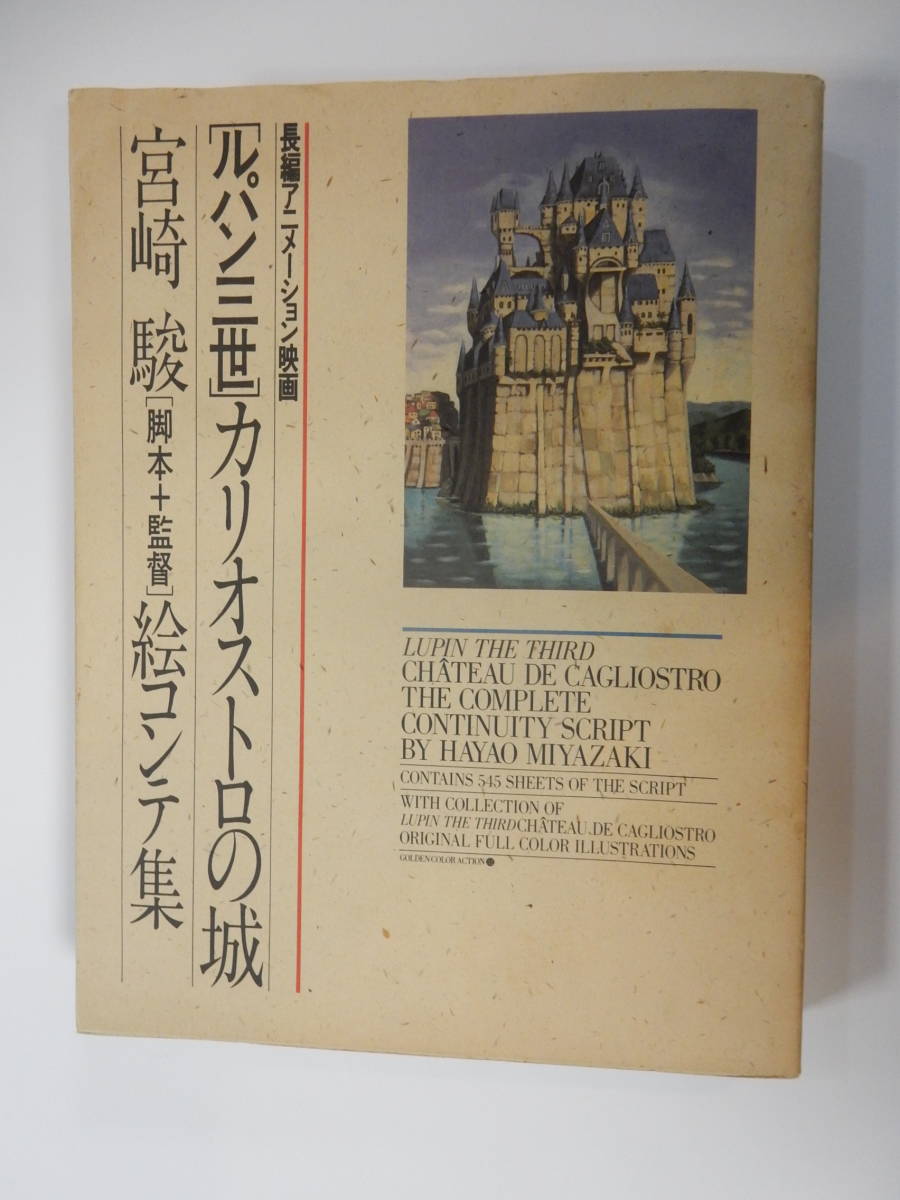 長編アニメーション映画
[ルパン三世]カリオストロの城
宮崎 駿[脚本+監督]絵コンテ集
LUPIN THE THIRD
CHÂTEAU DE CAGLIOSTRO
THE COMPLETE
CONTINUITY SCRIPT
BY HAYAO MIYAZAKI
CONTAINS 545 SHEETS OF THE SCRIPT
WITH COLLECTION OF
LUPIN THE THIRD CHÂTEAU DE CAGLIOSTRO
ORIGINAL FULL COLOR ILLUSTRATIONS
GOLDEN COLOR ACTION